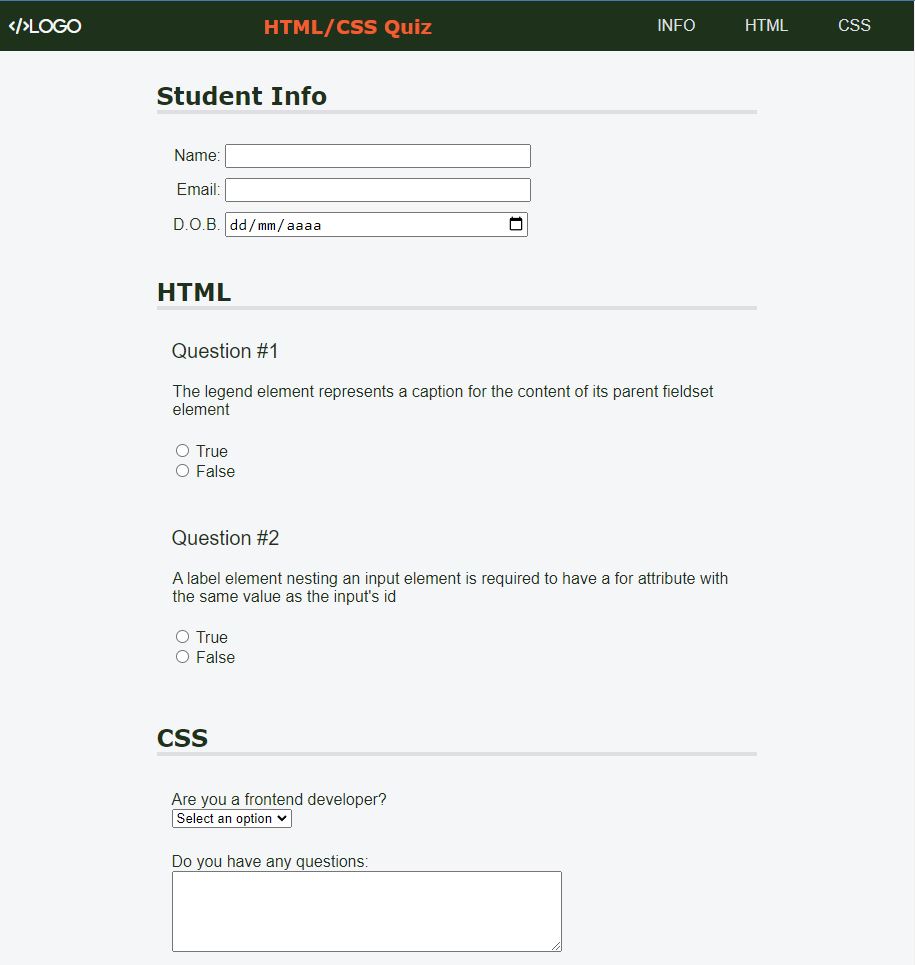 </>LOGO HTML/CSS Quiz INFO HTML CSS
Student Info
Name:
Email:
D.O.B. dd/mm/aaaa
HTML
Question #1
The legend element represents a caption for the content of its parent fieldset
element
True
False
Question #2
A label element nesting an input element is required to have a for attribute with
the same value as the input's id
True
False
CSS
Are you a frontend developer?
Select an option
Do you have any questions: